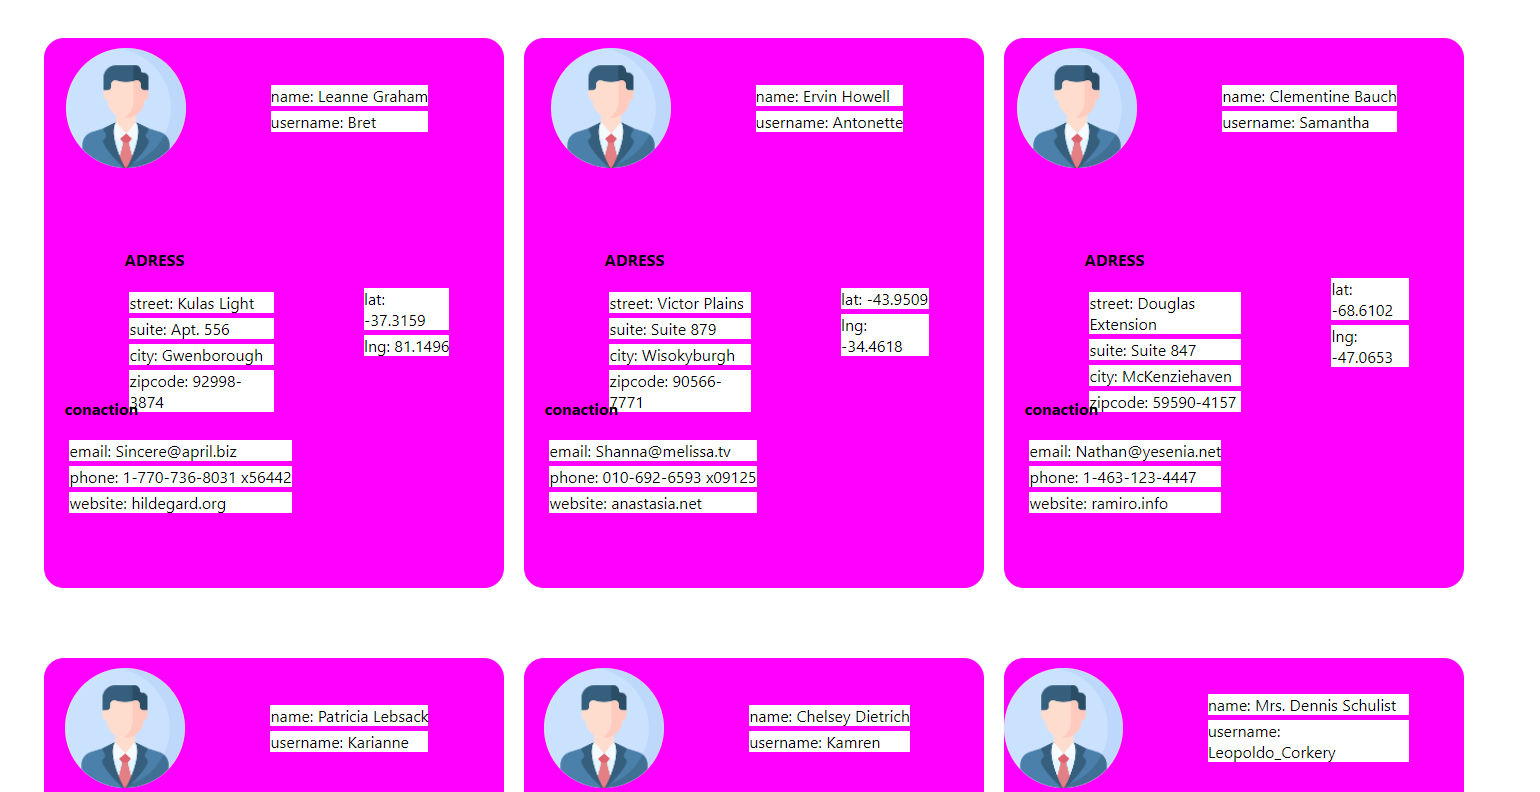 name: Leanne Graham
username: Bret
ADRESS
street: Kulas Light
suite: Apt. 556
city: Gwenborough
zipcode: 92998-
3874
lat:
-37.3159
lng: 81.1496
conaction
email: Sincere@april.biz
phone: 1-770-736-8031 x56442
website: hildegard.org
name: Ervin Howell
username: Antonette
ADRESS
street: Victor Plains
suite: Suite 879
city: Wisokyburgh
zipcode: 90566-
7771
lat: -43.9509
lng:
-34.4618
conaction
email: Shanna@melissa.tv
phone: 010-692-6593 x09125
website: anastasia.net
name: Clementine Bauch
username: Samantha
ADRESS
street: Douglas
Extension
suite: Suite 847
city: McKenziehaven
zipcode: 59590-4157
lat:
-68.6102
lng:
-47.0653
conaction
email: Nathan@yesenia.net
phone: 1-463-123-4447
website: ramiro.info
name: Patricia Lebsack
username: Karianne
name: Chelsey Dietrich
username: Kamren
name: Mrs. Dennis Schulist
username:
Leopoldo_Corkery